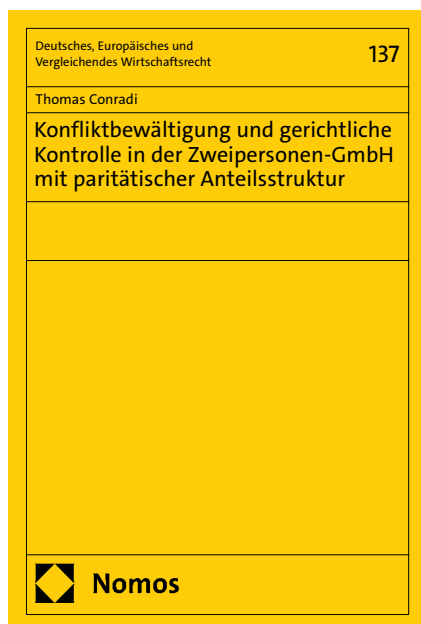 Deutsches, Europäisches und
Vergleichendes Wirtschaftsrecht
137
Thomas Conradi
Konfliktbewältigung und gerichtliche
Kontrolle in der Zweipersonen-GmbH
mit paritätischer Anteilsstruktur
Nomos